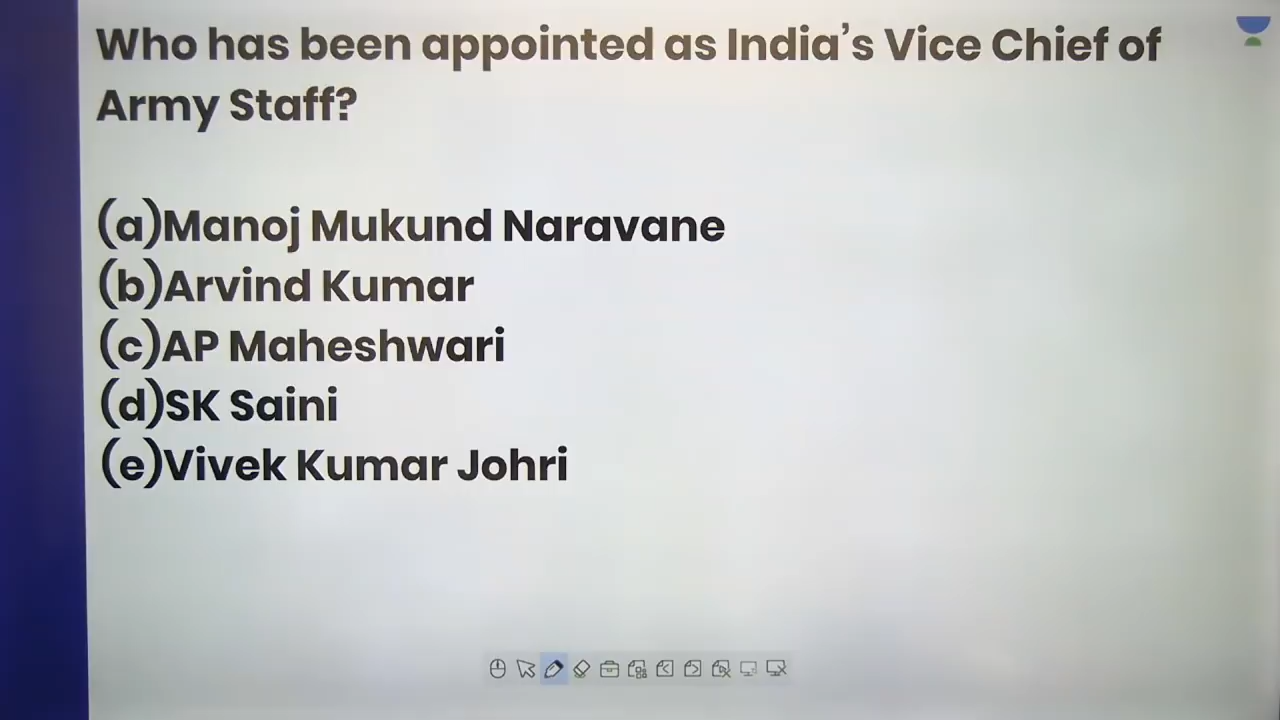 Who has been appointed as India's Vice Chief of
Army Staff?
(a)Manoj Mukund Naravane
(b)Arvind Kumar
(c)AP Maheshwari
(d)SK Saini
(e)Vivek Kumar Johri